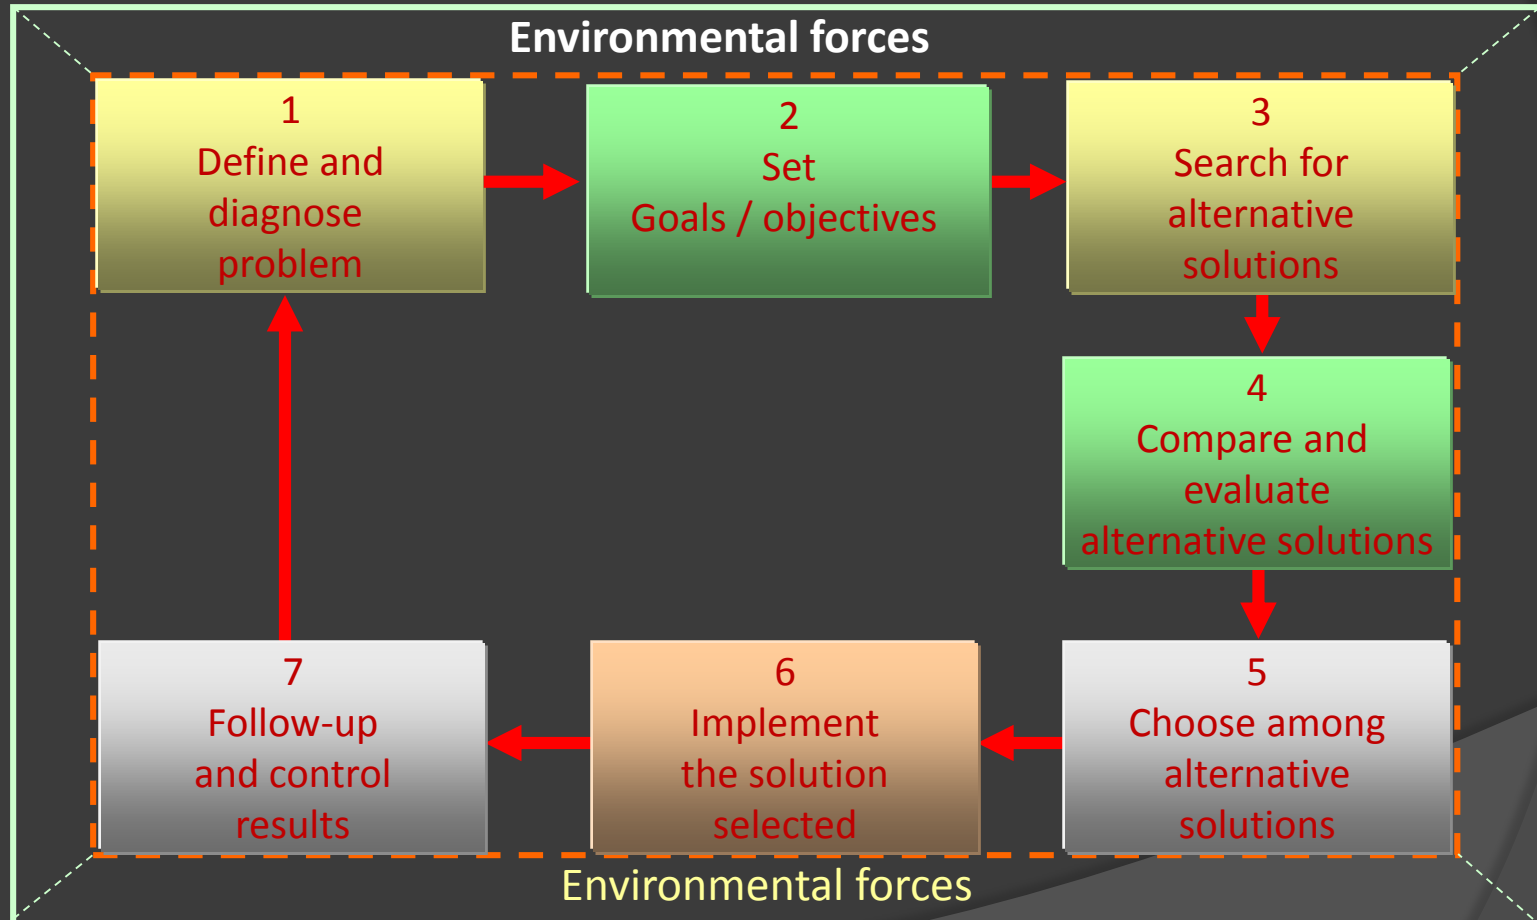 Environmental forces
1
Define and
diagnose
problem
2
Set
Goals / objectives
3
Search for
alternative
solutions
4
Compare and
evaluate
alternative solutions
5
Choose among
alternative
solutions
6
Implement
the solution
selected
7
Follow-up
and control
results
Environmental forces